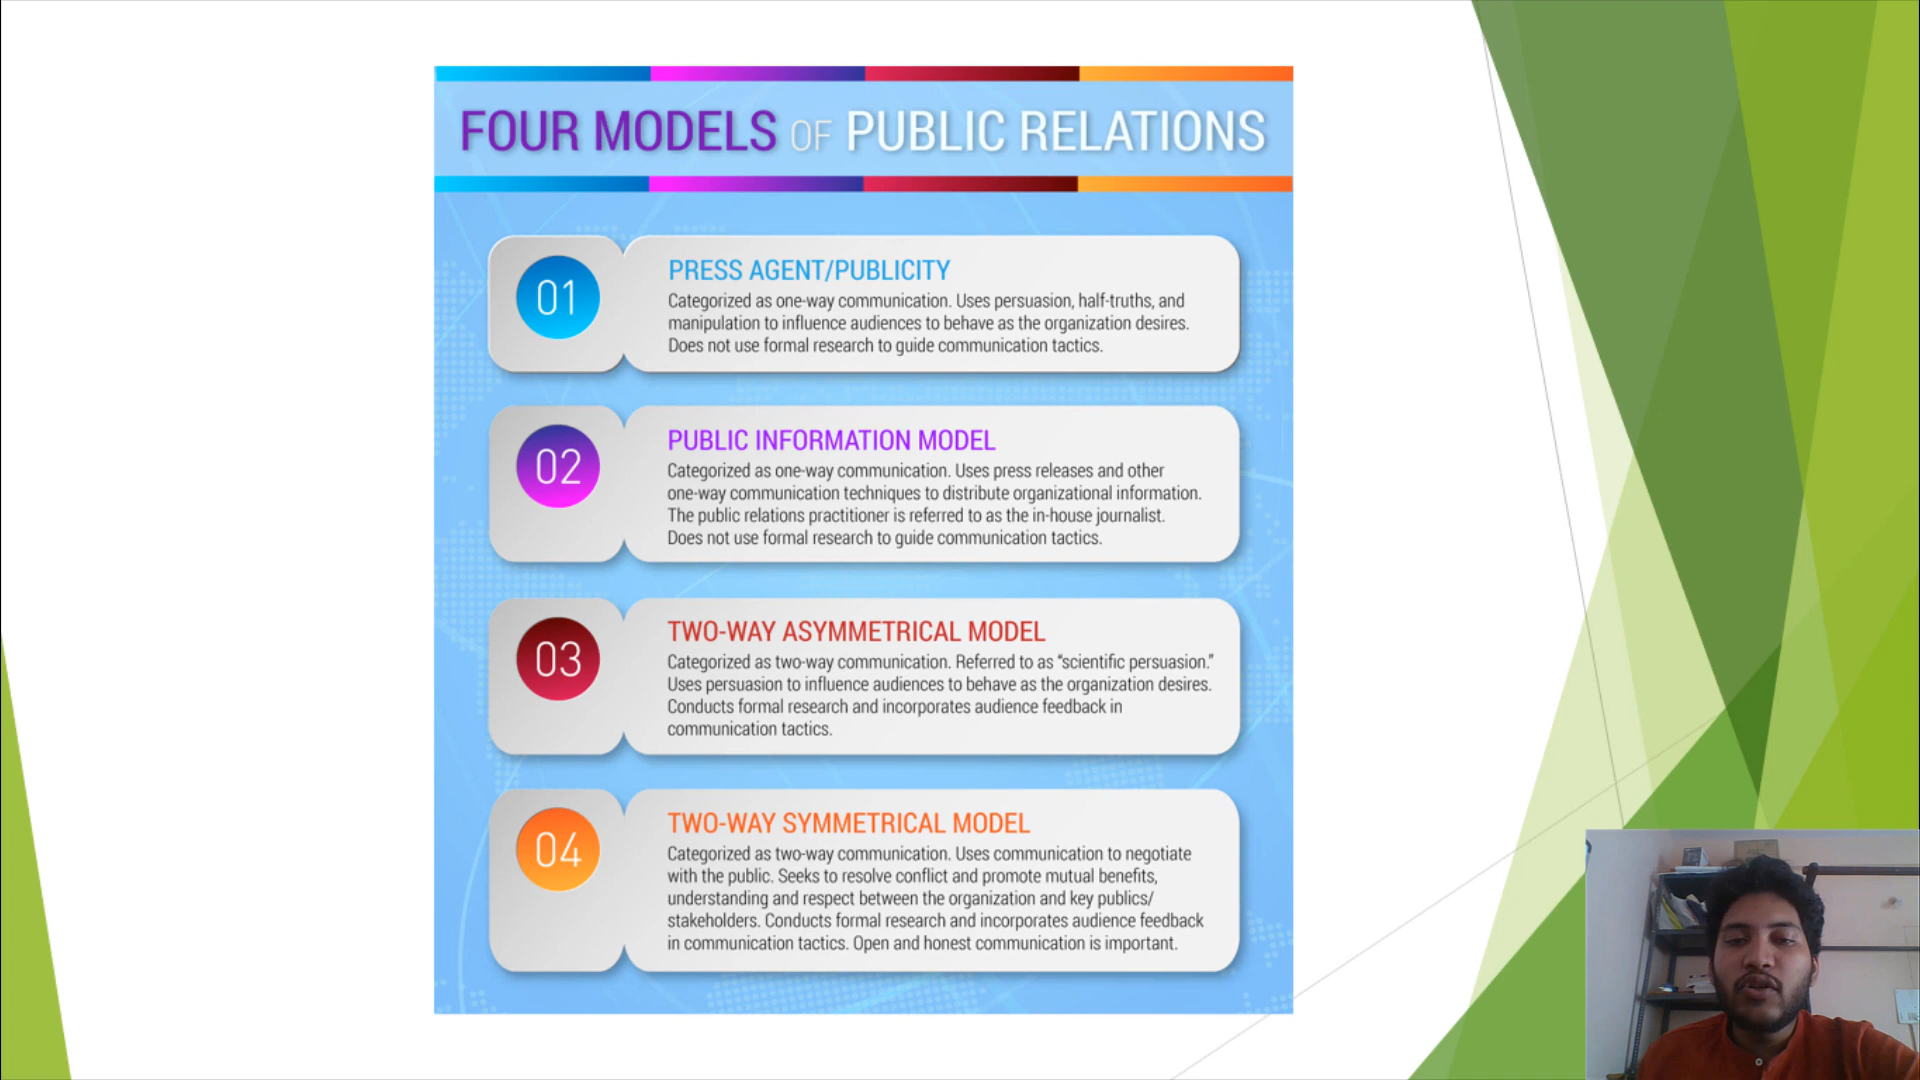 FOUR MODELS OF PUBLIC RELATIONS
01
PRESS AGENT/PUBLICITY
Categorized as one-way communication. Uses persuasion, half-truths, and
manipulation to influence audiences to behave as the organization desires.
Does not use formal research to guide communication tactics.
02
PUBLIC INFORMATION MODEL
Categorized as one-way communication. Uses press releases and other
one-way communication techniques to distribute organizational information.
The public relations practitioner is referred to as the in-house journalist.
Does not use formal research to guide communication tactics.
03
TWO-WAY ASYMMETRICAL MODEL
Categorized as two-way communication. Referred to as “scientific persuasion.”
Uses persuasion to influence audiences to behave as the organization desires.
Conducts formal research and incorporates audience feedback in
communication tactics.
04
TWO-WAY SYMMETRICAL MODEL
Categorized as two-way communication. Uses communication to negotiate
with the public. Seeks to resolve conflict and promote mutual benefits,
understanding and respect between the organization and key publics/
stakeholders. Conducts formal research and incorporates audience feedback
in communication tactics. Open and honest communication is important.